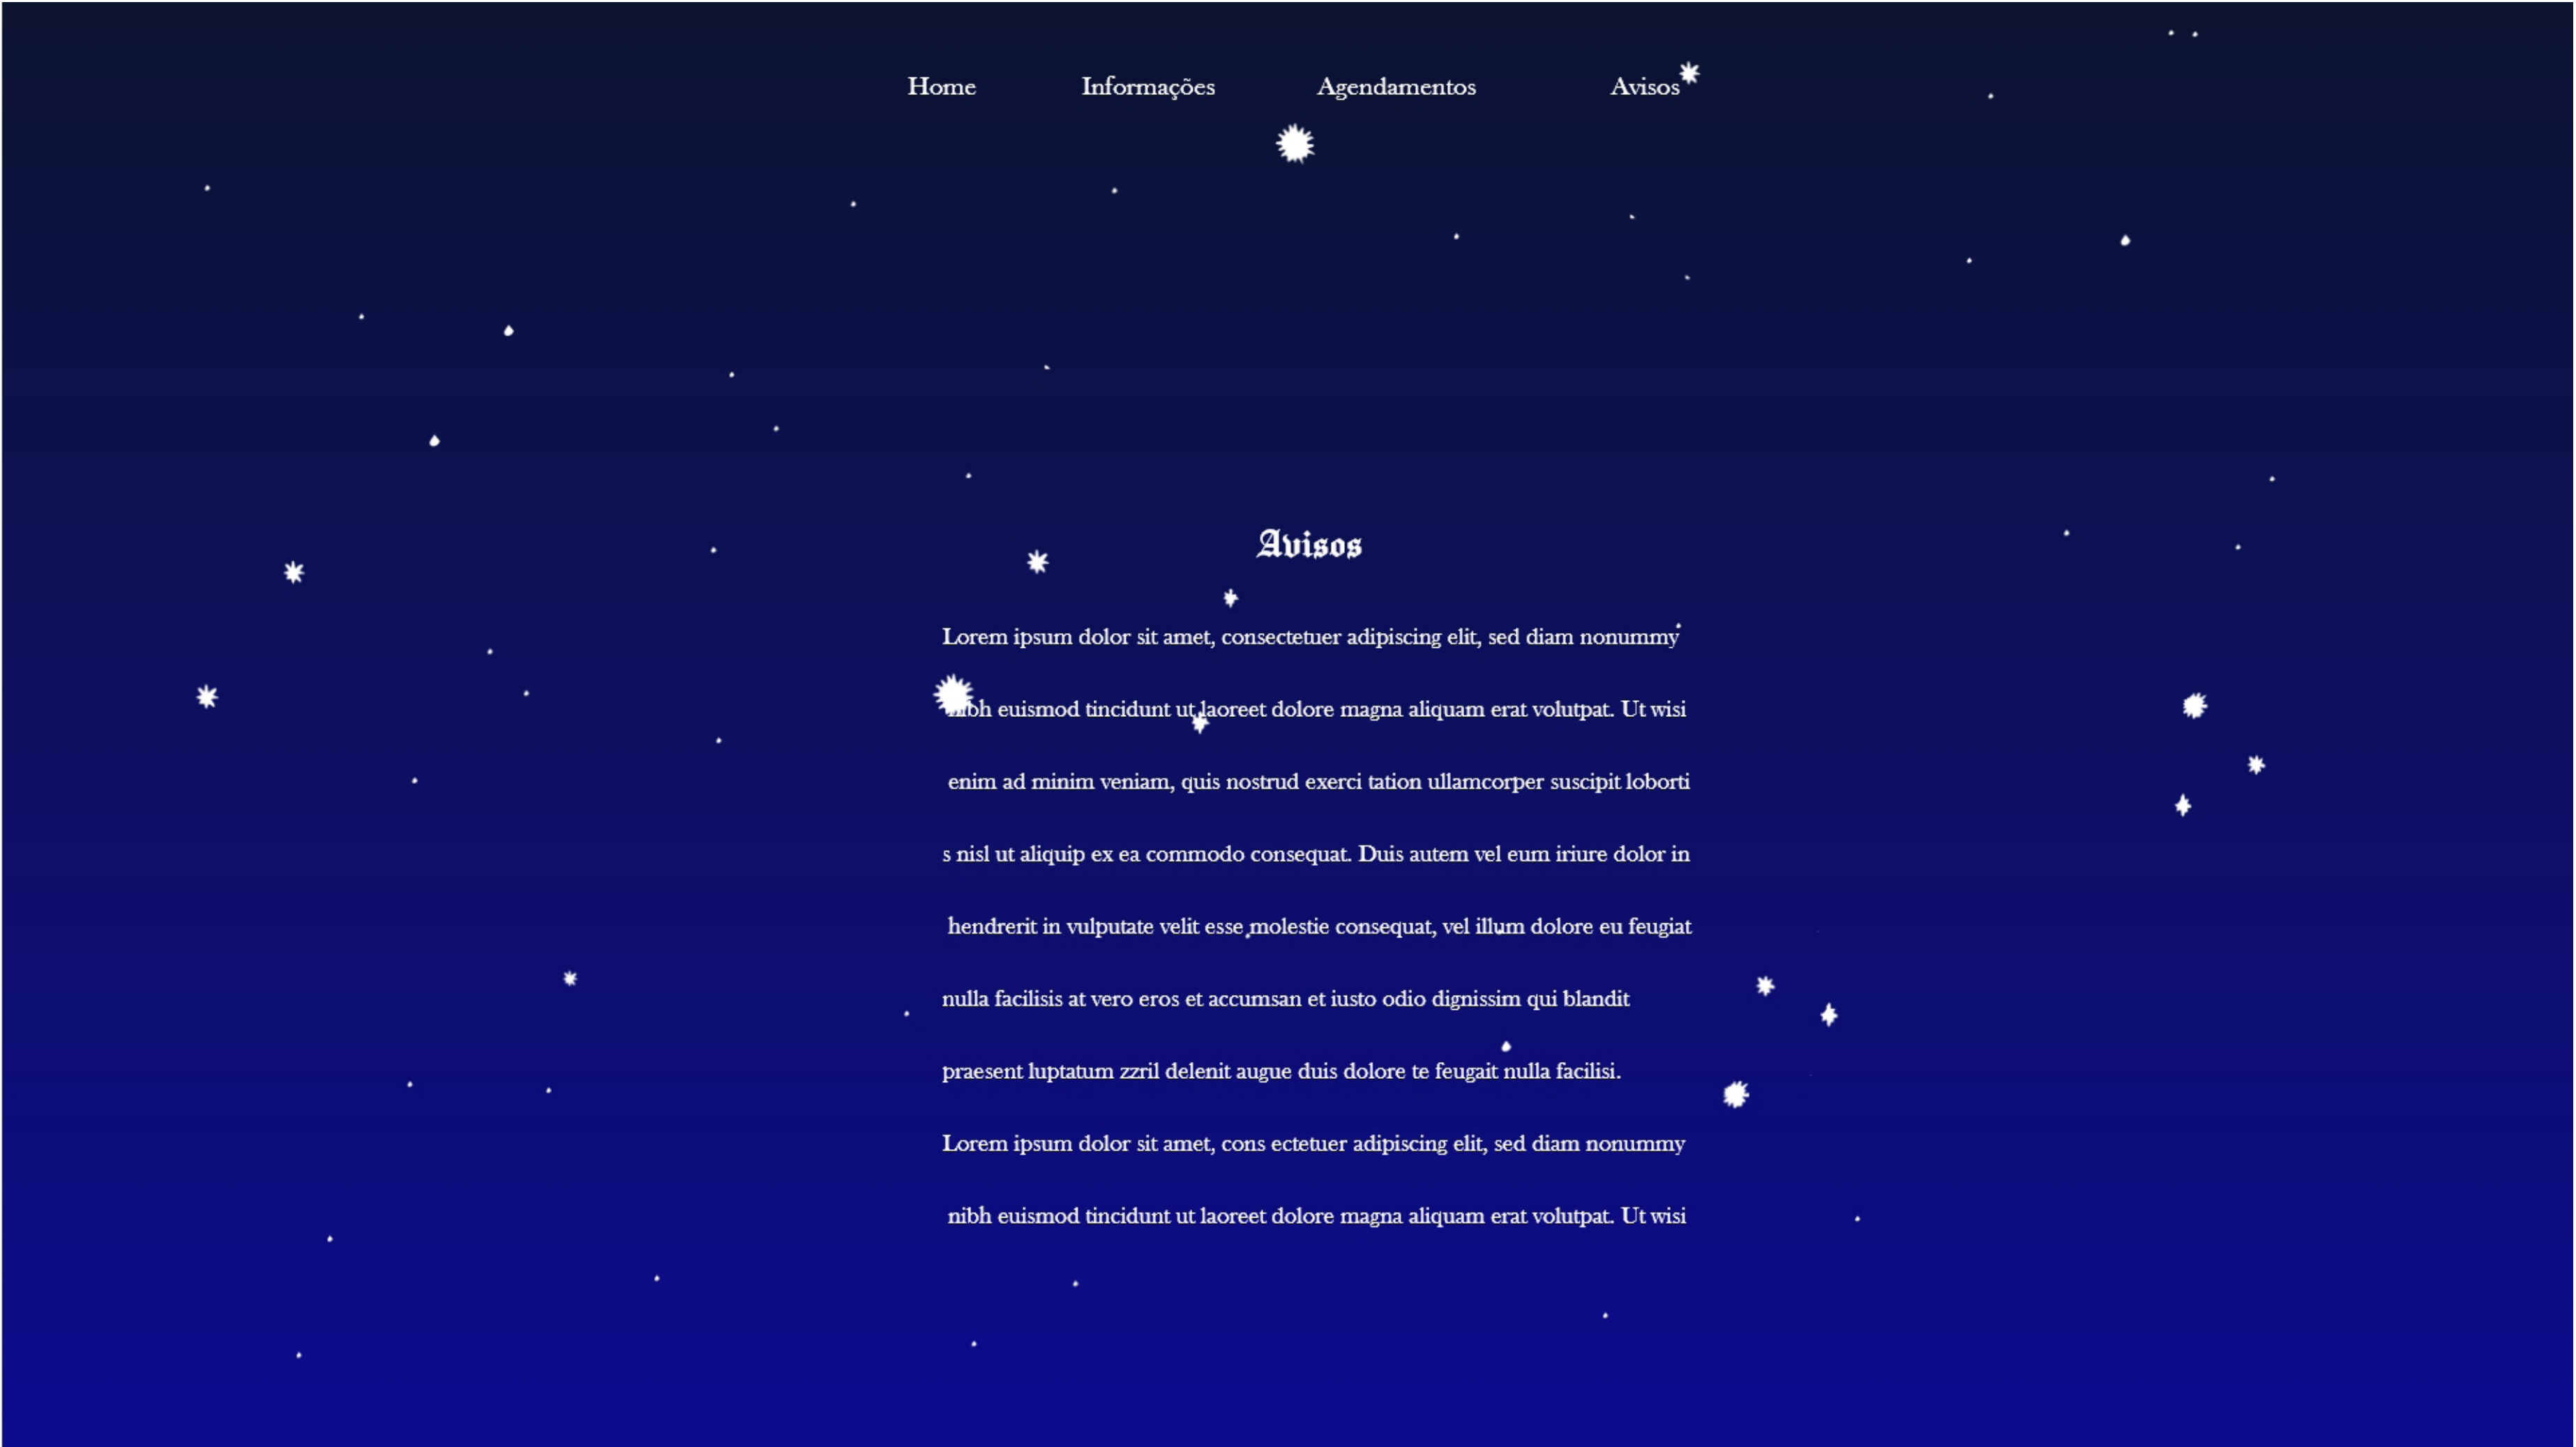 Home Informações Agendamentos Avisos
Avisos
Lorem ipsum dolor sit amet, consectetuer adipiscing elit, sed diam nonummy
nibh euismod tincidunt ut laoreet dolore magna aliquam erat volutpat. Ut wisi
enim ad minim veniam, quis nostrud exerci tation ullamcorper suscipit loborti
s nisl ut aliquip ex ea commodo consequat. Duis autem vel eum iriure dolor in
hendrerit in vulputate velit esse molestie consequat, vel illum dolore eu feugiat
nulla facilisis at vero eros et accumsan et iusto odio dignissim qui blandit
praesent luptatum zzril delenit augue duis dolore te feugait nulla facilisi.
Lorem ipsum dolor sit amet, cons ectetuer adipiscing elit, sed diam nonummy
nibh euismod tincidunt ut laoreet dolore magna aliquam erat volutpat. Ut wisi